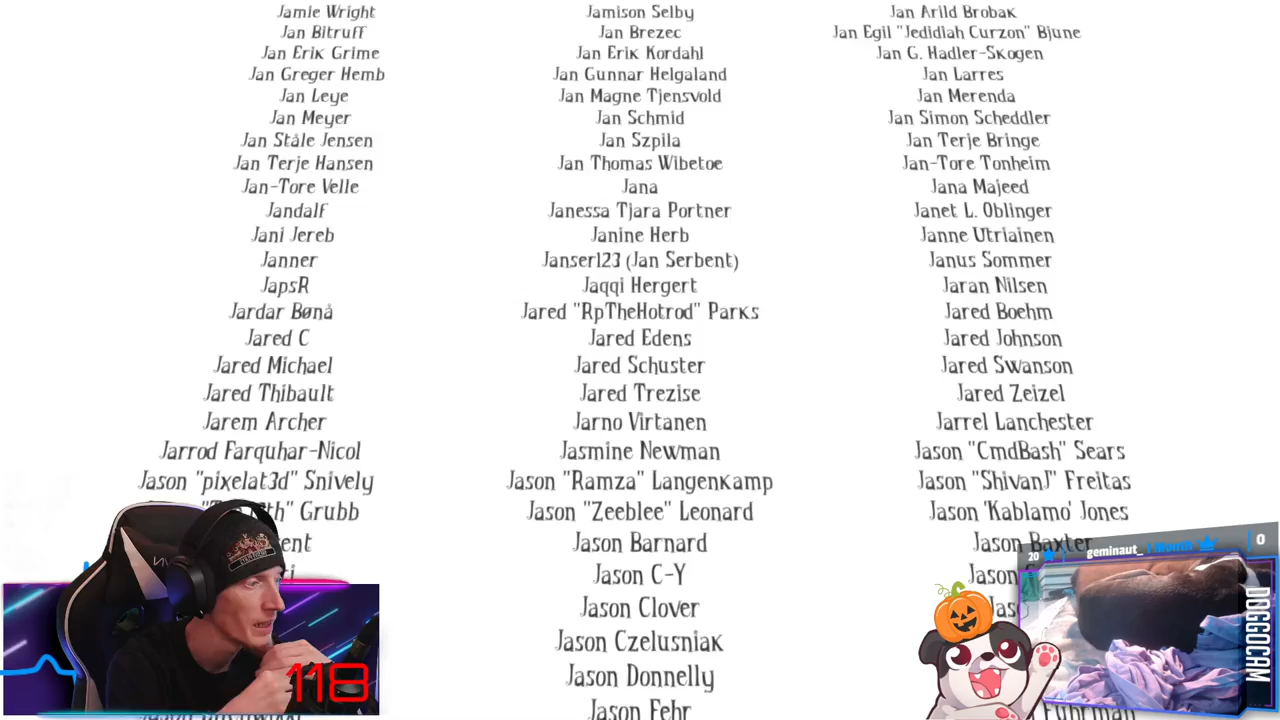 Jamie Wright Jamison Selby Jan Arild Brobak
Jan Bitruff Jan Brezec Jan Egil "Jedidiah Curzon" Bjune
Jan Erik Grime Jan Erik Kordahl Jan G. Hadler-Skogen
Jan Greger Hemb Jan Gunnar Helgaland Jan Larres
Jan Leye Jan Magne Tjensvold Jan Merenda
Jan Meyer Jan Schmid Jan Simon Scheddler
Jan Ståle Jensen Jan Szpila Jan Terje Bringe
Jan Terje Hansen Jan Thomas Wibetoe Jan-Tore Tonheim
Jan-Tore Velle Jana Jana Majeed
Jandalf Janessa Tjara Portner Janet L. Oblinger
Jani Jereb Janine Herb Janne Utriainen
Janner Janser123 (Jan Serbent) Janus Sommer
JapsR Jaqqi Hergert Jaran Nilsen
Jardar Bønå Jared "RpTheHotrod" Parks Jared Boehm
Jared C Jared Edens Jared Johnson
Jared Michael Jared Schuster Jared Swanson
Jared Thibault Jared Trezise Jared Zeizel
Jarem Archer Jarno Virtanen Jarrel Lanchester
Jarrod Farquhar-Nicol Jasmine Newman Jason "CmdBash" Sears
Jason "pixelat3d" Snively Jason "Ramza" Langenkamp Jason "ShivanJ" Freitas
Grubb Jason "Zeeblee" Leonard Jason 'Kablamo' Jones
Jason Barnard Jason Baxter
Jason C-Y Jason
Jason Clover
Jason Czelusniak
Jason Donnelly
Jason Fehr Fuhrman
20 geminaut_ 1 Month 0
DOGGOCAM
118